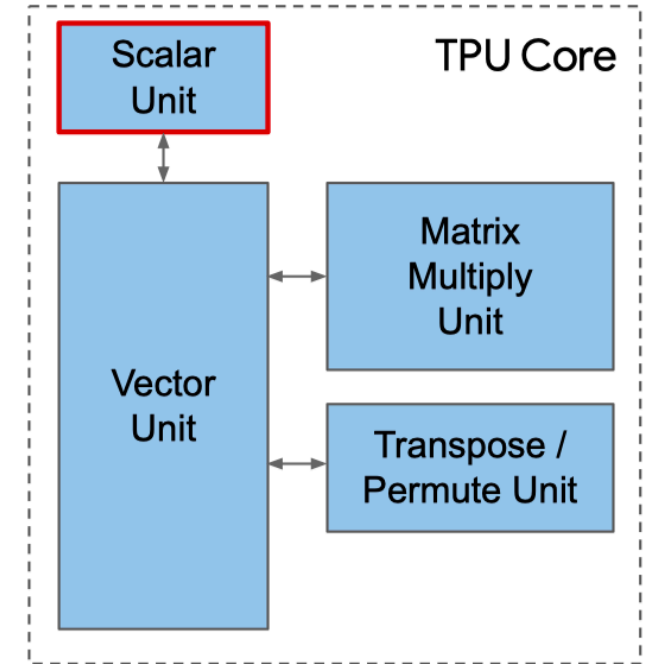 TPU Core
Scalar
Unit
Matrix
Multiply
Unit
Vector
Unit
Transpose /
Permute Unit